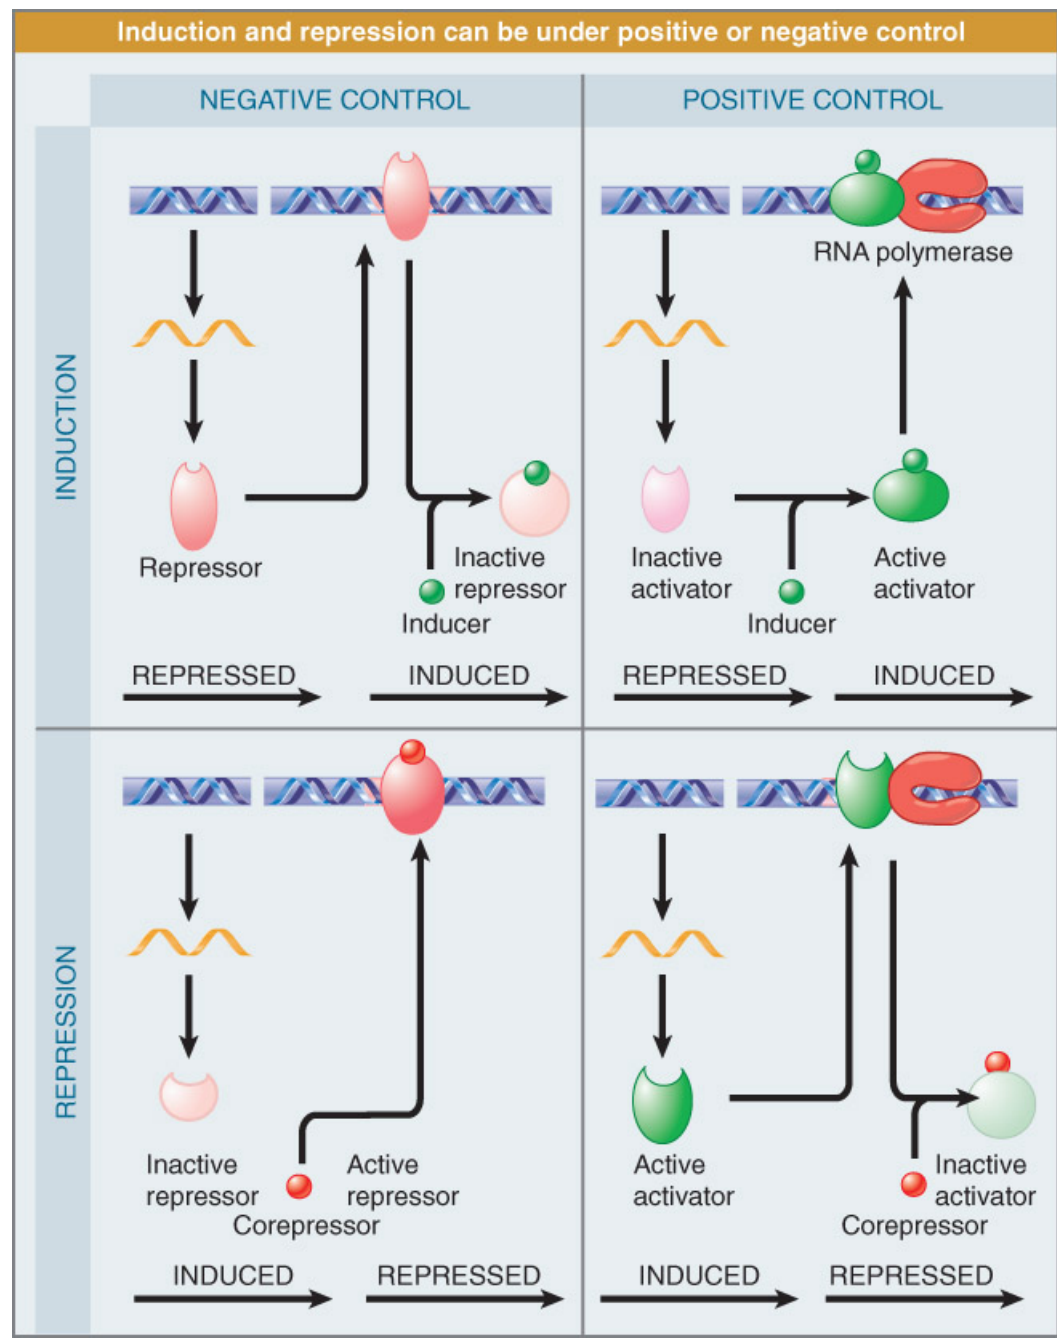 Induction and repression can be under positive or negative control
NEGATIVE CONTROL
POSITIVE CONTROL
INDUCTION
Repressor
Inactive
repressor
Inducer
REPRESSED
INDUCED
RNA polymerase
Inactive
activator
Active
activator
Inducer
REPRESSED
INDUCED
REPRESSION
Inactive
repressor
Active
repressor
Corepressor
INDUCED
REPRESSED
Active
activator
Inactive
activator
Corepressor
INDUCED
REPRESSED